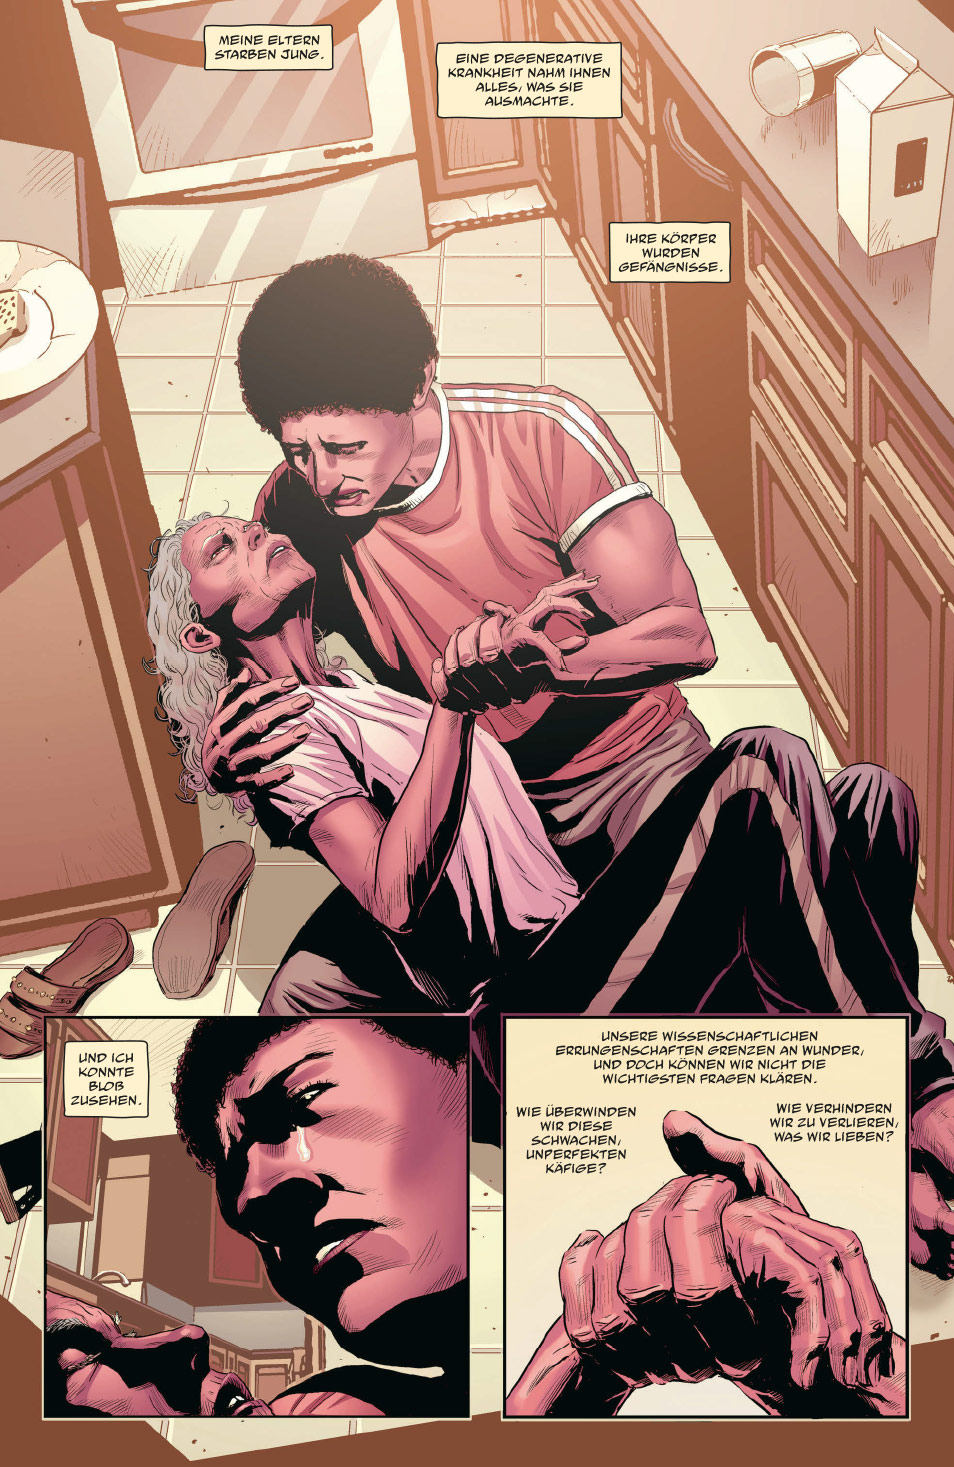 MEINE ELTERN
STARBEN JUNG.
EINE DEGENERATIVE
KRANKHEIT NAHM IHNEN
ALLES, WAS SIE
AUSMACHTE.
IHRE KÖRPER
WURDEN
GEFÄNGNISSE.
UND ICH
KONNTE
BLOß
ZUSEHEN.
UNSERE WISSENSCHAFTLICHEN
ERRUNGENSCHAFTEN GRENZEN AN WUNDER,
UND DOCH KÖNNEN WIR NICHT DIE
WICHTIGSTEN FRAGEN KLÄREN.
WIE ÜBERWINDEN
WIR DIESE
SCHWACHEN,
UNPERFEKTEN
KÄFIGE?
WIE VERHINDERN
WIR ZU VERLIEREN,
WAS WIR LIEBEN?